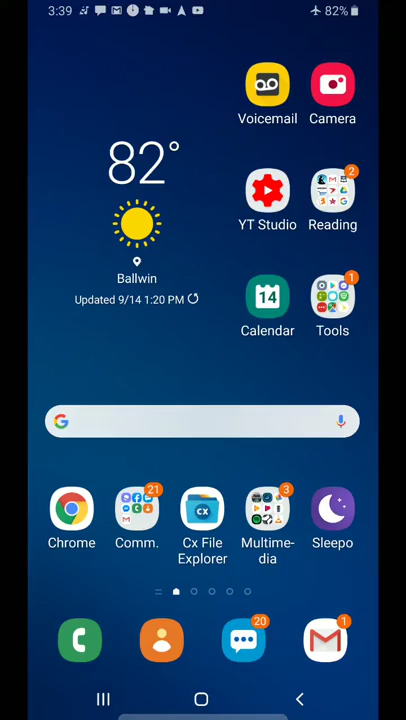 3:39
82%
82°
Ballwin
Updated 9/14 1:20 PM
Voicemail
Camera
2
YT Studio
Reading
14
1
Calendar
Tools
21
cx
3
Chrome
Comm.
Cx File
Explorer
Multime-
dia
Sleepo
20
1